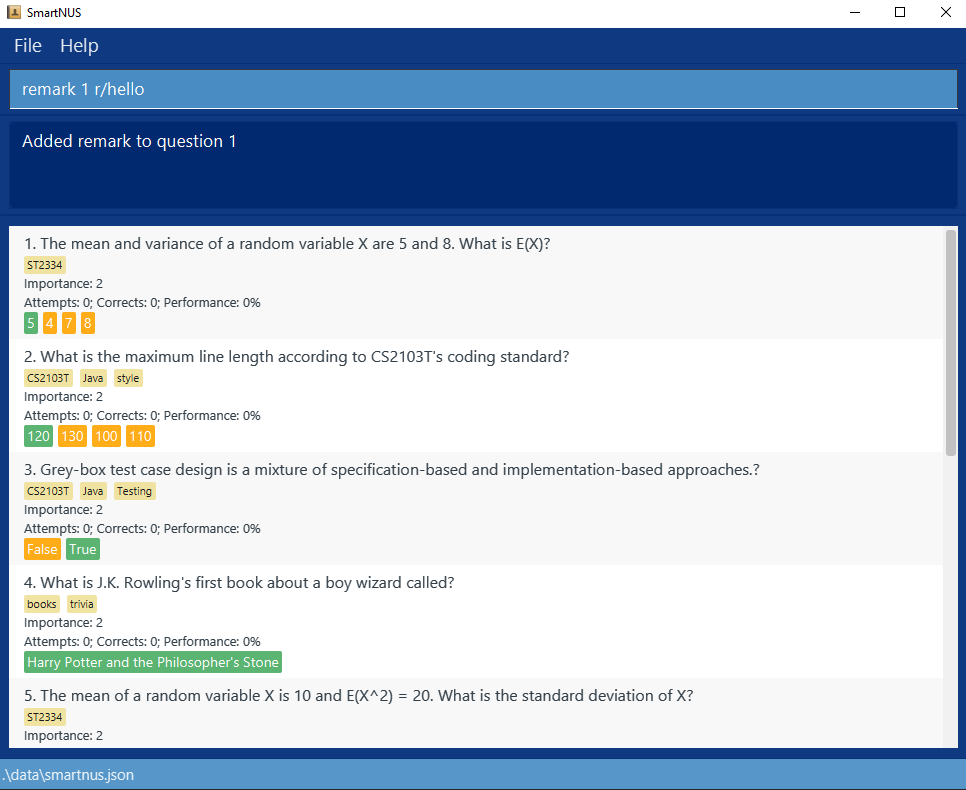 SmartNUS
File Help
remark 1 r/hello
Added remark to question 1
1. The mean and variance of a random variable X are 5 and 8. What is E(X)?
ST2334
Importance: 2
Attempts: 0; Corrects: 0; Performance: 0%
5 4 7 8
2. What is the maximum line length according to CS2103T's coding standard?
CS2103T Java style
Importance: 2
Attempts: 0; Corrects: 0; Performance: 0%
120 130 100 110
3. Grey-box test case design is a mixture of specification-based and implementation-based approaches.?
CS2103T Java Testing
Importance: 2
Attempts: 0; Corrects: 0; Performance: 0%
False True
4. What is J.K. Rowling's first book about a boy wizard called?
books trivia
Importance: 2
Attempts: 0; Corrects: 0; Performance: 0%
Harry Potter and the Philosopher's Stone
5. The mean of a random variable X is 10 and E(X^2) = 20. What is the standard deviation of X?
ST2334
Importance: 2
.\data\smartnus.json